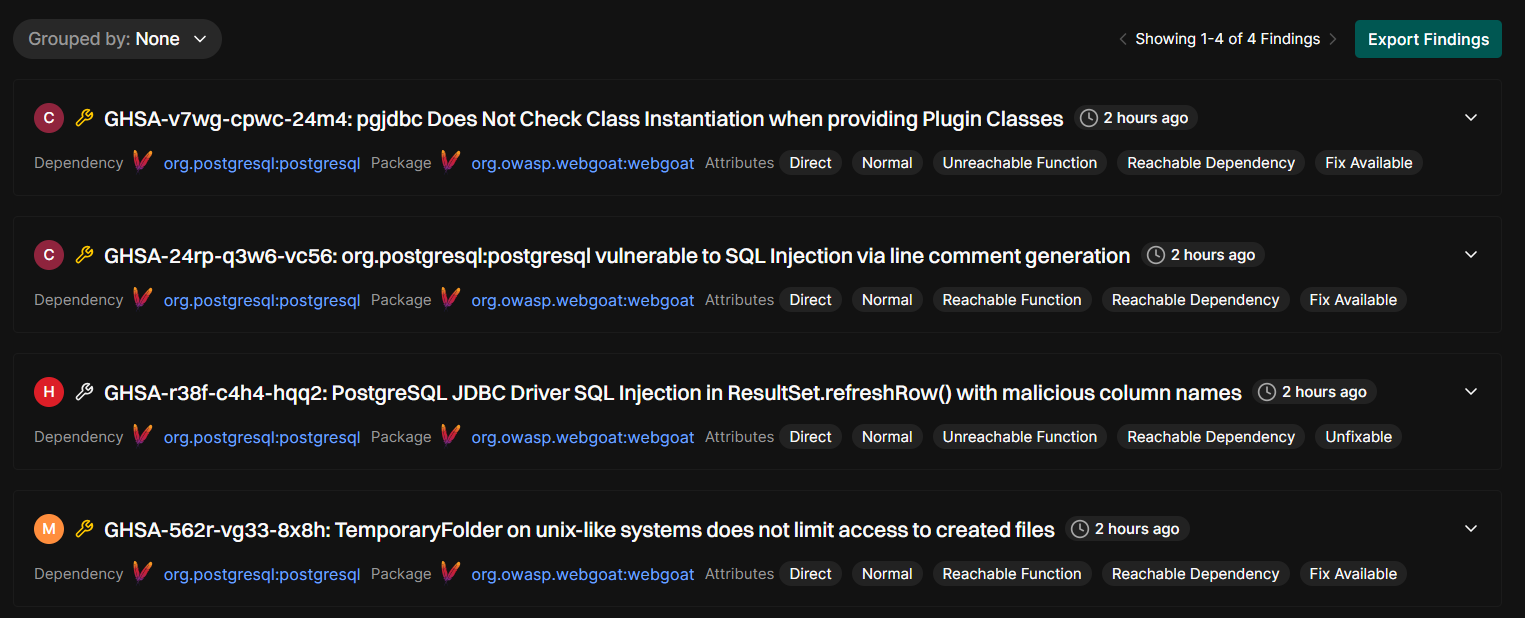 Grouped by: None
Showing 1-4 of 4 Findings
Export Findings
C GHSA-v7wg-cpwc-24m4: pgjdbc Does Not Check Class Instantiation when providing Plugin Classes 2 hours ago
Dependency org.postgresql:postgresql Package org.owasp.webgoat:webgoat Attributes Direct Normal Unreachable Function Reachable Dependency Fix Available
C GHSA-24rp-q3w6-vc56: org.postgresql:postgresql vulnerable to SQL Injection via line comment generation 2 hours ago
Dependency org.postgresql:postgresql Package org.owasp.webgoat:webgoat Attributes Direct Normal Reachable Function Reachable Dependency Fix Available
H GHSA-r38f-c4h4-hqq2: PostgreSQL JDBC Driver SQL Injection in ResultSet.refreshRow() with malicious column names 2 hours ago
Dependency org.postgresql:postgresql Package org.owasp.webgoat:webgoat Attributes Direct Normal Unreachable Function Reachable Dependency Unfixable
M GHSA-562r-vg33-8x8h: TemporaryFolder on unix-like systems does not limit access to created files 2 hours ago
Dependency org.postgresql:postgresql Package org.owasp.webgoat:webgoat Attributes Direct Normal Reachable Function Reachable Dependency Fix Available